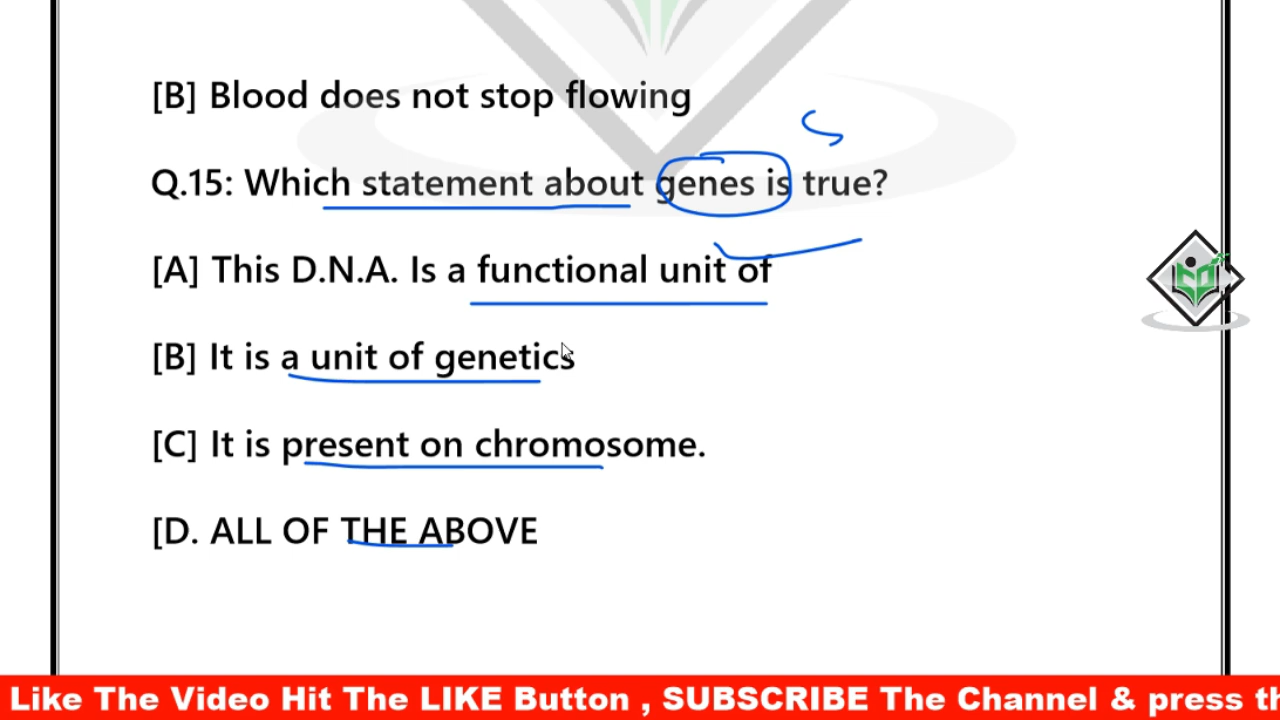 [B] Blood does not stop flowing
Q.15: Which statement about genes is true?
[A] This D.N.A. Is a functional unit of
[B] It is a unit of genetics
[C] It is present on chromosome.
[D. ALL OF THE ABOVE
Like The Video Hit The LIKE Button , SUBSCRIBE The Channel & press th